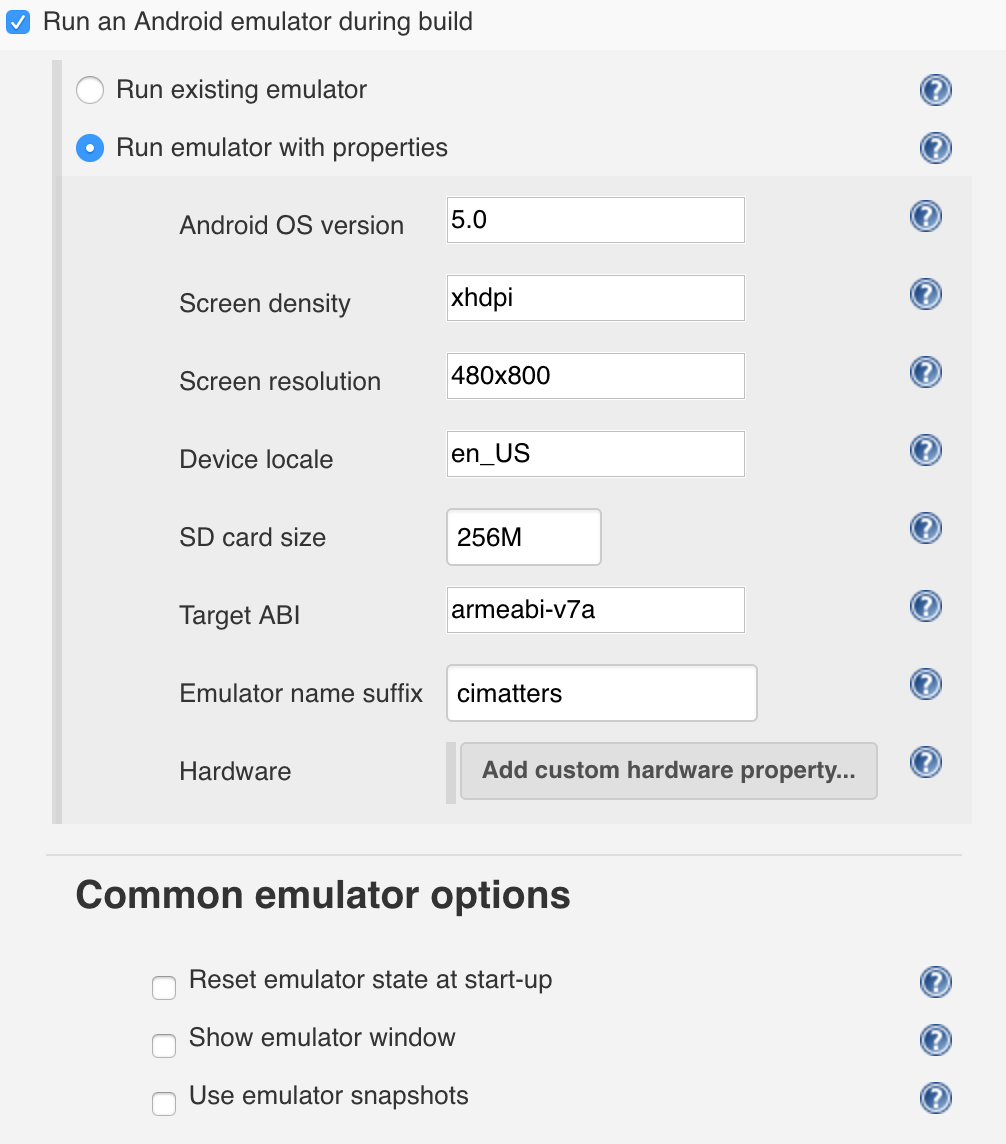 Run an Android emulator during build
Run existing emulator
Run emulator with properties
Android OS version 5.0
Screen density xhdpi
Screen resolution 480x800
Device locale en_US
SD card size 256M
Target ABI armeabi-v7a
Emulator name suffix cimatters
Hardware Add custom hardware property...
Common emulator options
Reset emulator state at start-up
Show emulator window
Use emulator snapshots